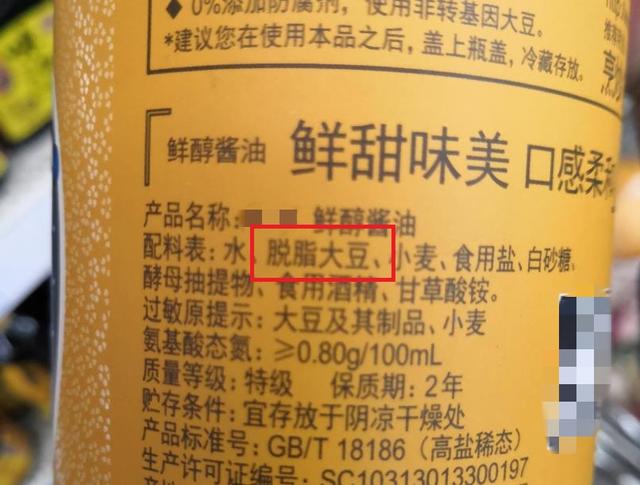 ◆ 0%添加防腐剂，使用非转基因大豆。
*建议您在使用本品之后，盖上瓶盖，冷藏存放。
鲜醇酱油 鲜甜味美 口感柔
产品名称： 鲜醇酱油
配料表：水、脱脂大豆、小麦、食用盐、白砂糖、
酵母抽提物、食用酒精、甘草酸铵。
过敏原提示：大豆及其制品、小麦
氨基酸态氮：≥0.80g/100mL
质量等级：特级 保质期：2年
贮存条件：宜存放于阴凉干燥处
产品标准号：GB/T 18186（高盐稀态）
生产许可证编号：SC10313013300197